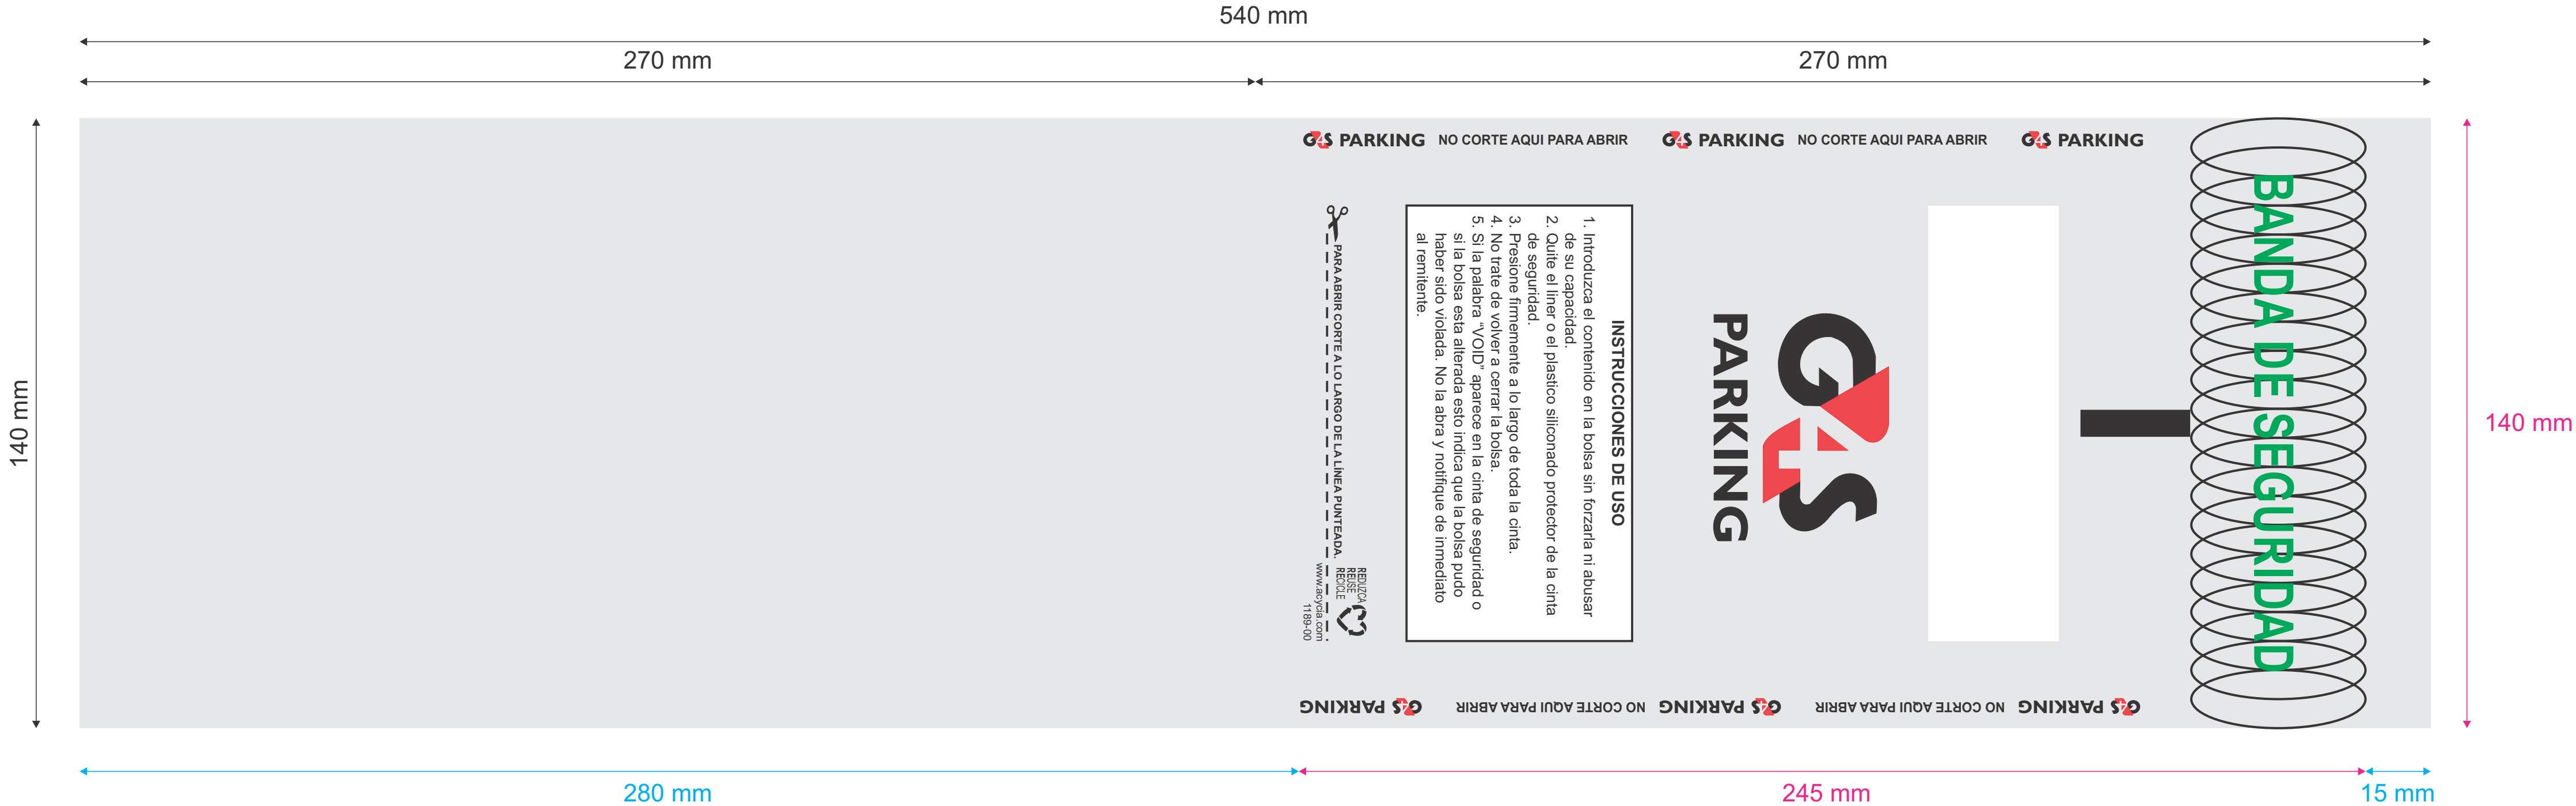 540 mm
270 mm
270 mm
140 mm
G4S PARKING NO CORTE AQUI PARA ABRIR G4S PARKING NO CORTE AQUI PARA ABRIR G4S PARKING
BANDA DE SEGURIDAD
G4S
PARKING
INSTRUCCIONES DE USO
1. Introduzca el contenido en la bolsa sin forzarla ni abusar
de su capacidad.
2. Quite el liner o el plastico siliconado protector de la cinta
de seguridad.
3. Presione firmemente a lo largo de toda la cinta.
4. No trate de volver a cerrar la bolsa.
5. Si la palabra “VOID” aparece en la cinta de seguridad o
si la bolsa esta alterada esto indica que la bolsa pudo
haber sido violada. No la abra y notifique de inmediato
al remitente.
REDUZCA
REUSE
RECICLE
PARA ABRIR CORTE A LO LARGO DE LA LÍNEA PUNTEADA.
www.acycia.com
1189-00
G4S PARKING NO CORTE AQUI PARA ABRIR G4S PARKING NO CORTE AQUI PARA ABRIR G4S PARKING
140 mm
280 mm
245 mm
15 mm